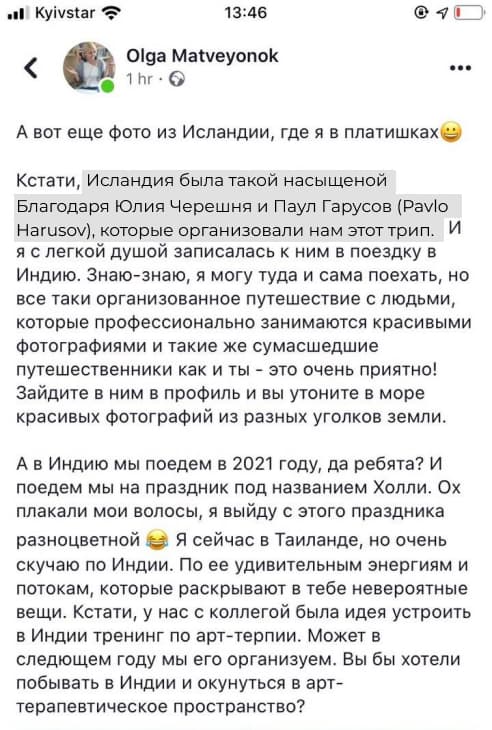 Kyivstar
13:46
Olga Matveyonok
1 hr
А вот еще фото из Исландии, где я в платишках😀
Кстати, Исландия была такой насыщеной
Благодаря Юлия Черешня и Паул Гарусов (Pavlo
Harusov), которые организовали нам этот трип. И
я с легкой душой записалась к ним в поездку в
Индию. Знаю-знаю, я могу туда и сама поехать, но
все таки организованное путешествие с людьми,
которые профессионально занимаются красивыми
фотографиями и такие же сумасшедшие
путешественники как и ты - это очень приятно!
Зайдите в ним в профиль и вы утоните в море
красивых фотографий из разных уголков земли.
А в Индию мы поедем в 2021 году, да ребята? И
поедем мы на праздник под названием Холли. Ох
плакали мои волосы, я выйду с этого праздника
разноцветной 😂 Я сейчас в Таиланде, но очень
скучаю по Индии. По ее удивительным энергиям и
потокам, которые раскрывают в тебе невероятные
вещи. Кстати, у нас с коллегой была идея устроить
в Индии тренинг по арт-терпии. Может в
следющем году мы его организуем. Вы бы хотели
побывать в Индии и окунуться в арт-
терапевтическое пространство?